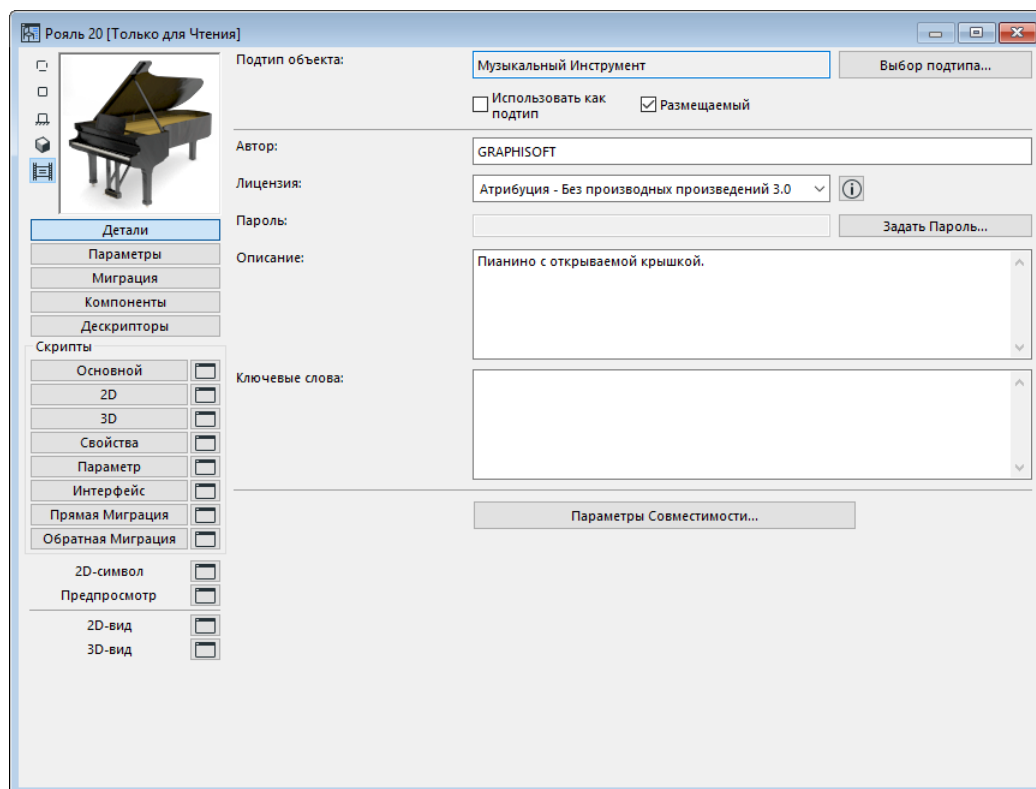 Рояль 20 [Только для Чтения]
Подтип объекта:
Музыкальный Инструмент
Выбор подтипа...
Использовать как
подтип
Размещаемый
Автор:
GRAPHISOFT
Лицензия:
Атрибуция - Без производных произведений 3.0
Пароль:
Задать Пароль...
Описание:
Пианино с открываемой крышкой.
Ключевые слова:
Параметры Совместимости...
Детали
Параметры
Миграция
Компоненты
Дескрипторы
Скрипты
Основной
2D
3D
Свойства
Параметр
Интерфейс
Прямая Миграция
Обратная Миграция
2D-символ
Предпросмотр
2D-вид
3D-вид